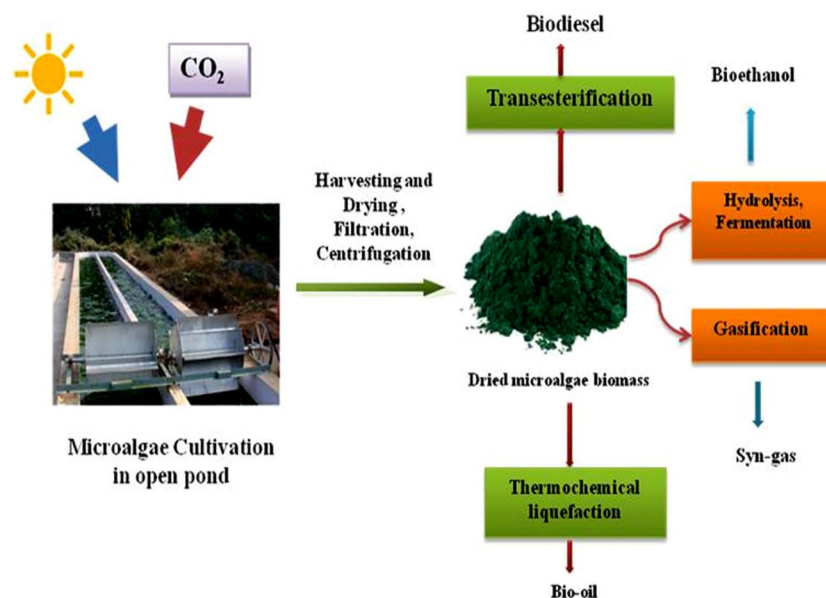 CO₂
Microalgae Cultivation
in open pond
Harvesting and
Drying ,
Filtration,
Centrifugation
Biodiesel
Transesterification
Bioethanol
Hydrolysis,
Fermentation
Gasification
Syn-gas
Dried microalgae biomass
Thermochemical
liquefaction
Bio-oil